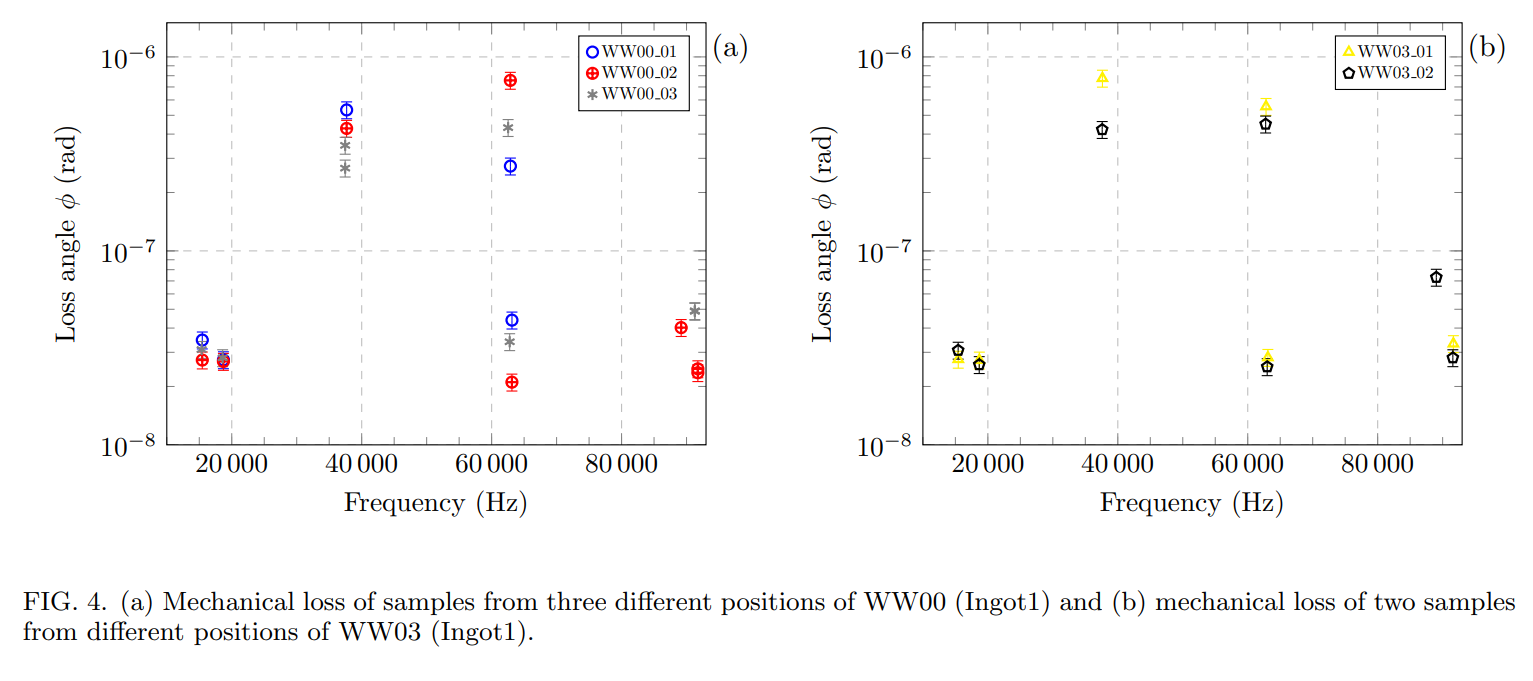 (a)
WW00_01
WW00_02
WW00_03
10−6
10−7
10−8
Loss angle ϕ (rad)
20 000 40 000 60 000 80 000
Frequency (Hz)
(b)
WW03_01
WW03_02
10−6
10−7
10−8
Loss angle ϕ (rad)
20 000 40 000 60 000 80 000
Frequency (Hz)
FIG. 4. (a) Mechanical loss of samples from three different positions of WW00 (Ingot1) and (b) mechanical loss of two samples
from different positions of WW03 (Ingot1).